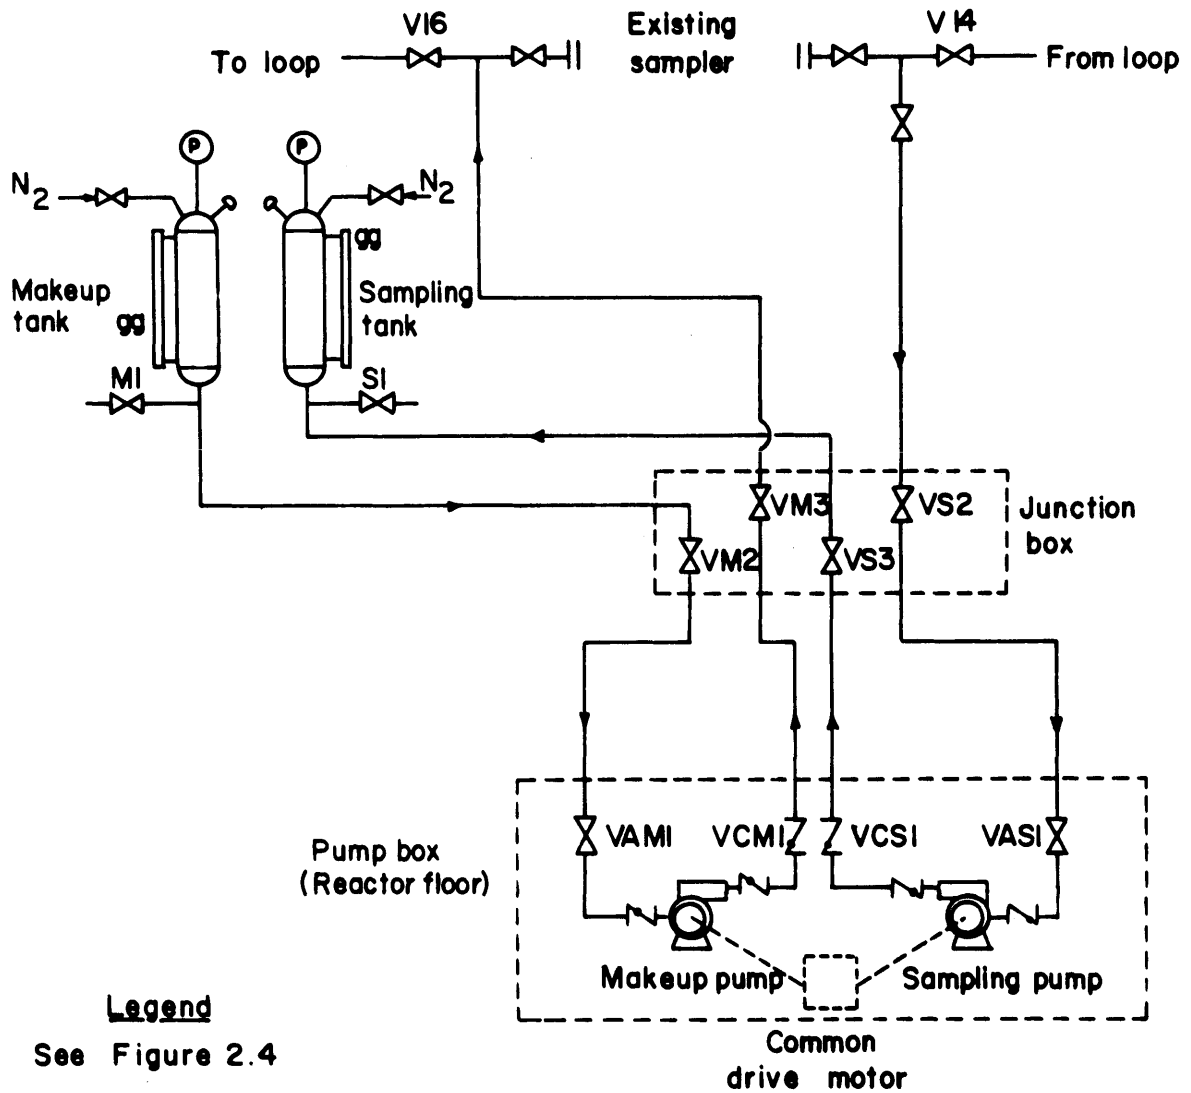 V16
Existing
sampler
V14
To loop
From loop
P
P
N2
N2
gg
Makeup
tank
gg
Sampling
tank
M1
S1
VM3
VS2
Junction
box
VM2
VS3
VAM1
VCM1
VCS1
VAS1
Pump box
(Reactor floor)
Makeup pump
Sampling pump
Legend
See Figure 2.4
Common
drive motor